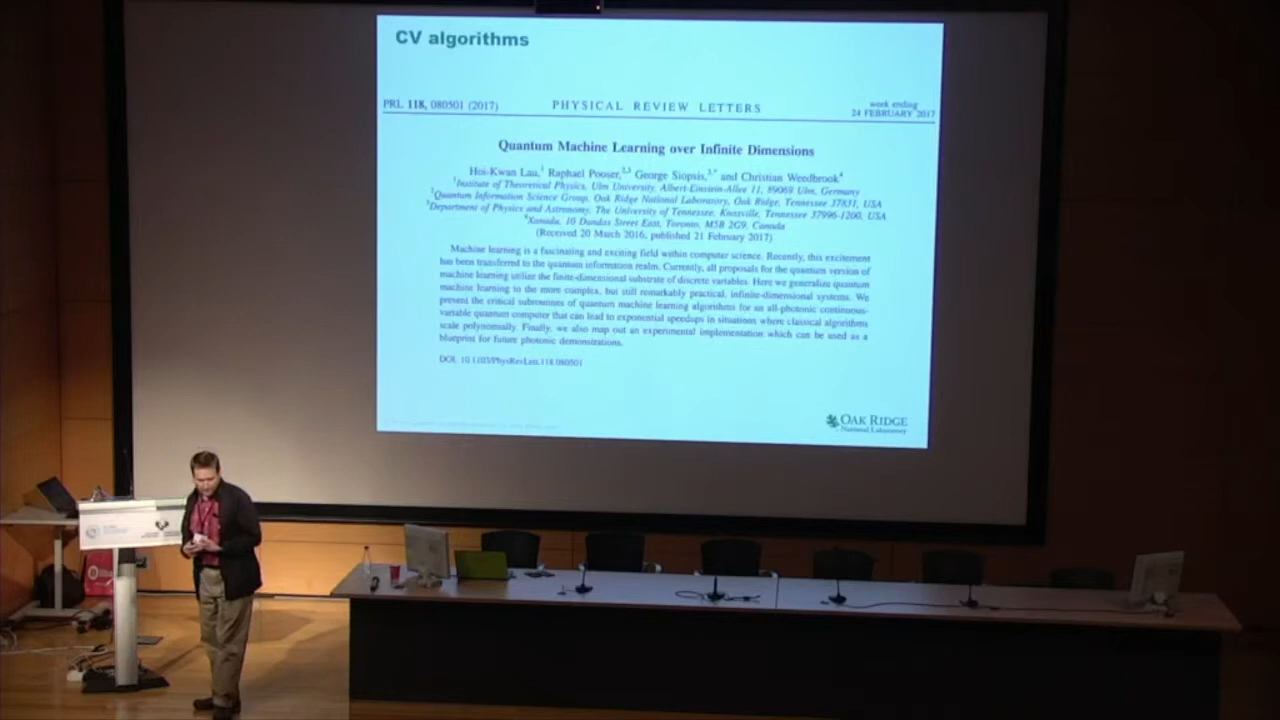 CV algorithms
PRL 118, 080501 (2017)
PHYSICAL REVIEW LETTERS
week ending
24 FEBRUARY 2017
Quantum Machine Learning over Infinite Dimensions
Hoi-Kwan Lau,1 Raphael Pooser,2,3 George Siopsis,3,* and Christian Weedbrook4
1Institute of Theoretical Physics, Ulm University, Albert-Einstein-Allee 11, 89069 Ulm, Germany
2Quantum Information Science Group, Oak Ridge National Laboratory, Oak Ridge, Tennessee 37831, USA
3Department of Physics and Astronomy, The University of Tennessee, Knoxville, Tennessee 37996-1200, USA
4Xanadu, 10 Dundas Street East, Toronto, M5B 2G9, Canada
(Received 20 March 2016; published 21 February 2017)
Machine learning is a fascinating and exciting field within computer science. Recently, this excitement
has been transferred to the quantum information realm. Currently, all proposals for the quantum version of
machine learning utilize the finite-dimensional substrate of discrete variables. Here we generalize quantum
machine learning to the more complex, but still remarkably practical, infinite-dimensional systems. We
present the critical subroutines of quantum machine learning algorithms for an all-photonic continuous-
variable quantum computer that can lead to exponential speedups in situations where classical algorithms
scale polynomially. Finally, we also map out an experimental implementation which can be used as a
blueprint for future photonic demonstrations.
DOI: 10.1103/PhysRevLett.118.080501
OAK RIDGE
National Laboratory